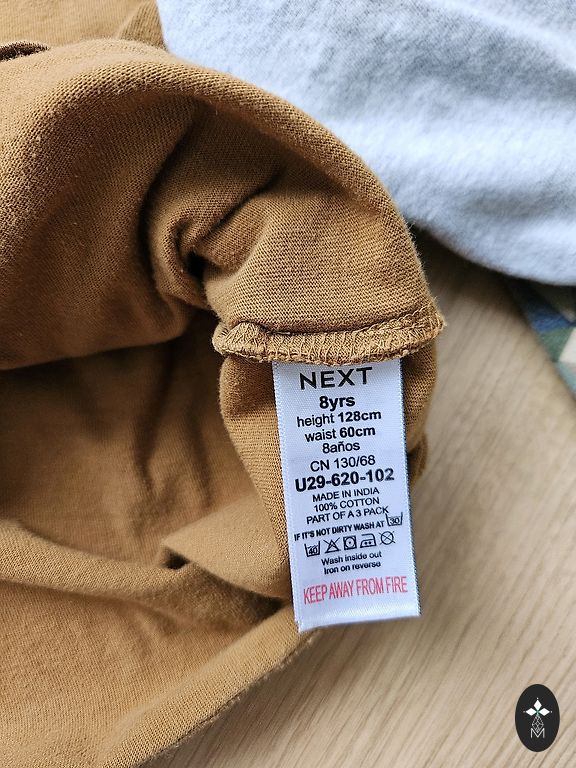 NEXT
8yrs
height 128cm
waist 60cm
8años
CN 130/68
U29-620-102
MADE IN INDIA
100% COTTON
PART OF A 3 PACK
IF IT'S NOT DIRTY WASH AT 30
40
Wash inside out
Iron on reverse
KEEP AWAY FROM FIRE
M